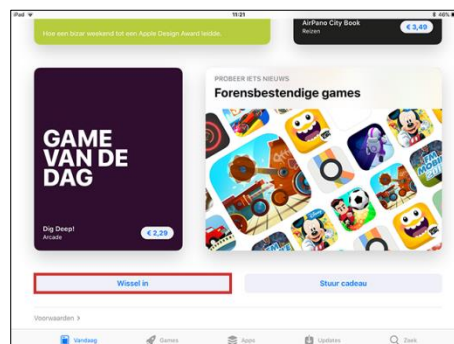 iPad
11:21
46%
Hoe een bizar weekend tot een Apple Design Award leidde.
AirPano City Book
Reizen
€ 3,49
PROBEER IETS NIEUWS
Forensbestendige games
GAME
VAN DE
DAG
Dig Deep!
Arcade
€ 2,29
Wissel in
Stuur cadeau
Voorwaarden >
Vandaag
Games
Apps
Updates
Zoek